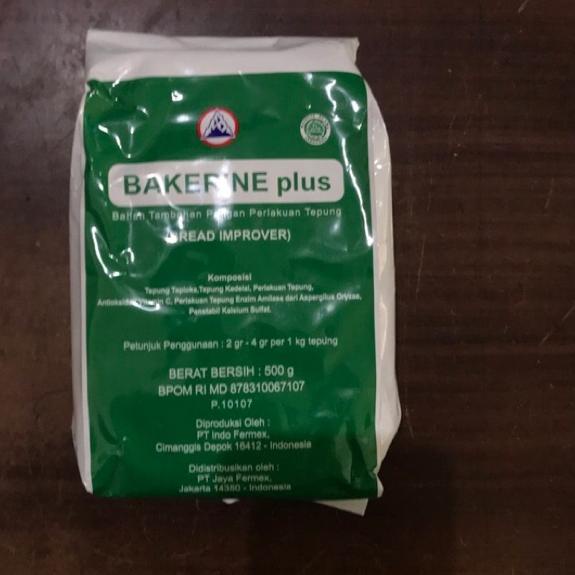 BAKERINE plus
Bahan Tambahan Pangan Perlakuan Tepung
(BREAD IMPROVER)
Komposisi
Tepung Tapioka,Tepung Kedelai, Perlakuan Tepung,
Antioksidan Vitamin C, Perlakuan Tepung Enzim Amilase dari Aspergilus Oryzae,
Penstabil Kalsium Sulfat.
Petunjuk Penggunaan : 2 gr - 4 gr per 1 kg tepung
BERAT BERSIH : 500 g
BPOM RI MD 878310067107
P.10107
Diproduksi Oleh :
PT Indo Fermex,
Cimanggis Depok 16412 - Indonesia
Didistribusikan oleh :
PT Jaya Fermex,
Jakarta 14350 - Indonesia